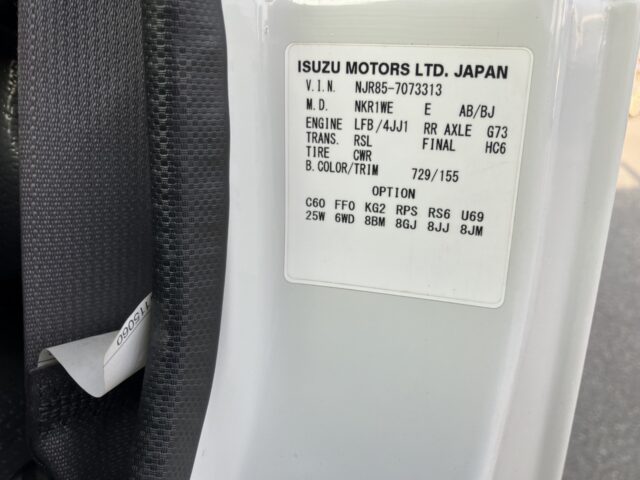 ISUZU MOTORS LTD. JAPAN
V.I.N. NJR85-7073313
M.D. NKR1WE E AB/BJ
ENGINE LFB/4JJ1 RR AXLE G73
TRANS. RSL FINAL HC6
TIRE CWR
B.COLOR/TRIM 729/155
OPTION
C60 FF0 KG2 RPS RS6 U69
25W 6WD 8BM 8GJ 8JJ 8JM